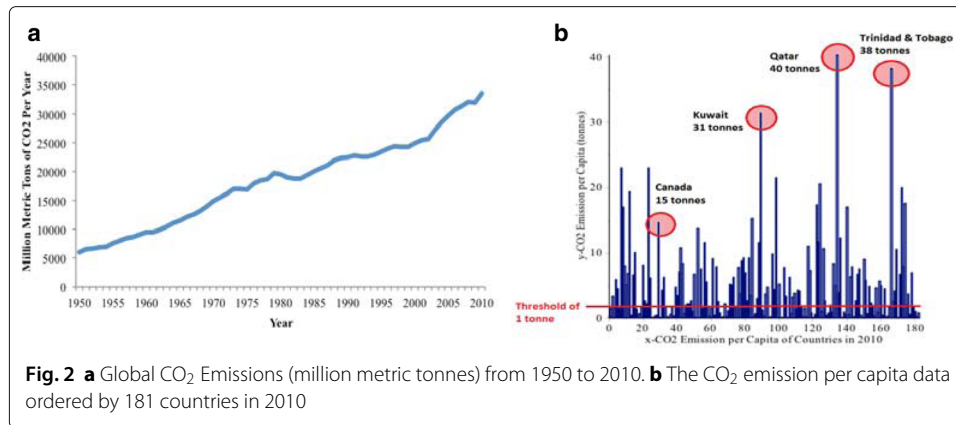 a
Million Metric Tons of CO2 Per Year
40000
35000
30000
25000
20000
15000
10000
5000
0
1950 1955 1960 1965 1970 1975 1980 1985 1990 1995 2000 2005 2010
Year
b
Trinidad & Tobago
38 tonnes
Qatar
40 tonnes
Kuwait
31 tonnes
Canada
15 tonnes
y-CO2 Emission per Capita (tonnes)
40
30
20
10
0
Threshold of
1 tonne
0 20 40 60 80 100 120 140 160 180
x-CO2 Emission per Capita of Countries in 2010
Fig. 2 a Global CO₂ Emissions (million metric tonnes) from 1950 to 2010. b The CO₂ emission per capita data
ordered by 181 countries in 2010